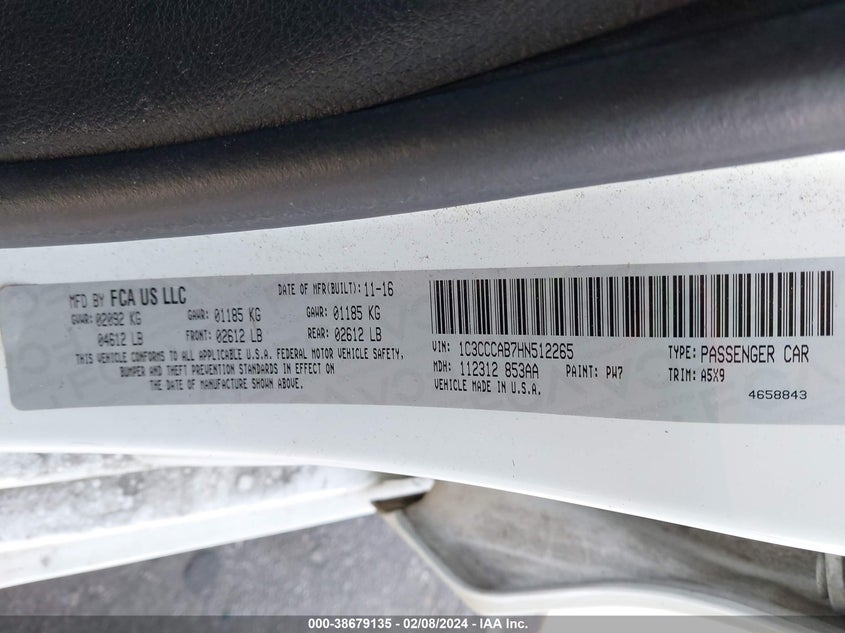 MFD BY FCA US LLC
DATE OF MFR(BUILT): 11-16
GVWR: 02092 KG GAWR: 01185 KG GAWR: 01185 KG
04612 LB FRONT: 02612 LB REAR: 02612 LB
THIS VEHICLE CONFORMS TO ALL APPLICABLE U.S.A. FEDERAL MOTOR VEHICLE SAFETY,
BUMPER AND THEFT PREVENTION STANDARDS IN EFFECT ON
THE DATE OF MANUFACTURE SHOWN ABOVE.
VIN: 1C3CCCAB7HN512265 TYPE: PASSENGER CAR
MDH: 112312 853AA PAINT: PW7 TRIM: A5X9
VEHICLE MADE IN U.S.A.
4658843
000-38679135 - 02/08/2024 - IAA Inc.